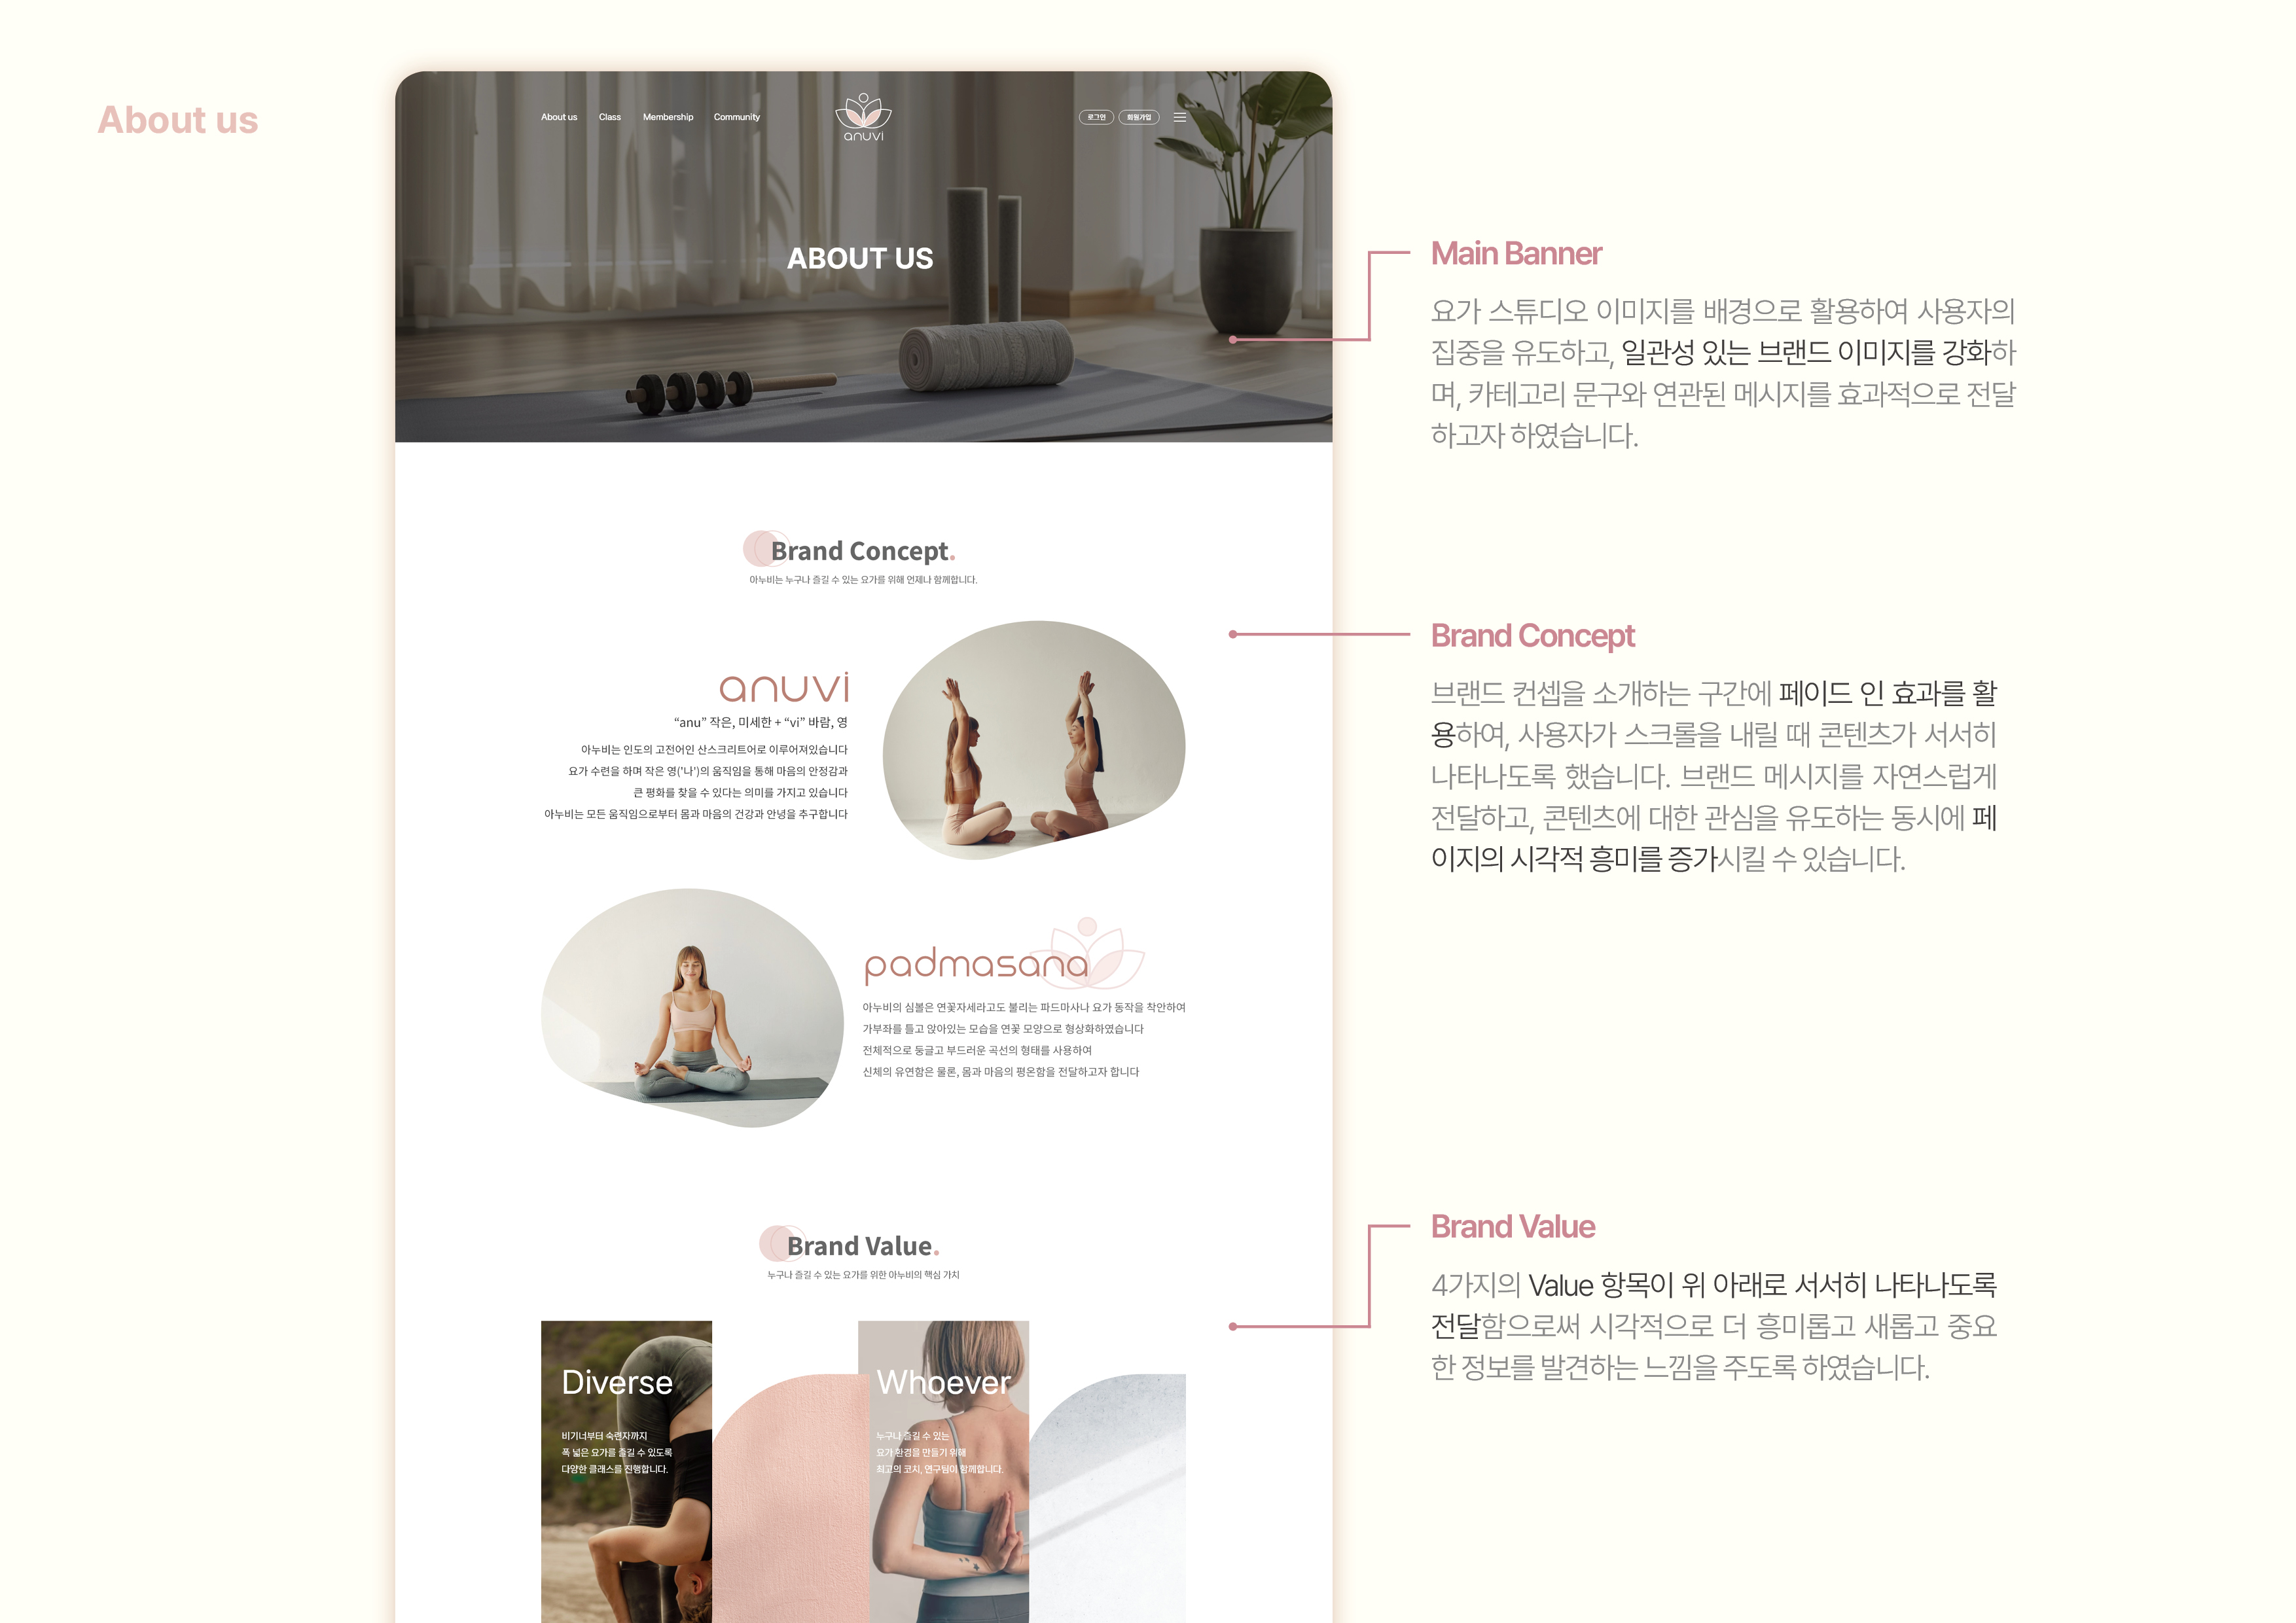 About us
About us Class Membership Community
anuvi
로그인 회원가입
ABOUT US
Main Banner
요가 스튜디오 이미지를 배경으로 활용하여 사용자의
집중을 유도하고, 일관성 있는 브랜드 이미지를 강화하
며, 카테고리 문구와 연관된 메시지를 효과적으로 전달
하고자 하였습니다.
Brand Concept.
아누비는 누구나 즐길 수 있는 요가를 위해 언제나 함께합니다.
anuvi
“anu” 작은, 미세한 + “vi” 바람, 영
아누비는 인도의 고전어인 산스크리트어로 이루어져있습니다
요가 수련을 하며 작은 영('나')의 움직임을 통해 마음의 안정감과
큰 평화를 찾을 수 있다는 의미를 가지고 있습니다
아누비는 모든 움직임으로부터 몸과 마음의 건강과 안녕을 추구합니다
Brand Concept
브랜드 컨셉을 소개하는 구간에 페이드 인 효과를 활
용하여, 사용자가 스크롤을 내릴 때 콘텐츠가 서서히
나타나도록 했습니다. 브랜드 메시지를 자연스럽게
전달하고, 콘텐츠에 대한 관심을 유도하는 동시에 페
이지의 시각적 흥미를 증가시킬 수 있습니다.
padmasana
아누비의 심볼은 연꽃자세라고도 불리는 파드마사나 요가 동작을 착안하여
가부좌를 틀고 앉아있는 모습을 연꽃 모양으로 형상화하였습니다
전체적으로 둥글고 부드러운 곡선의 형태를 사용하여
신체의 유연함은 물론, 몸과 마음의 평온함을 전달하고자 합니다
Brand Value.
누구나 즐길 수 있는 요가를 위한 아누비의 핵심 가치
Brand Value
4가지의 Value 항목이 위 아래로 서서히 나타나도록
전달함으로써 시각적으로 더 흥미롭고 새롭고 중요
한 정보를 발견하는 느낌을 주도록 하였습니다.
Diverse
비기너부터 숙련자까지
폭 넓은 요가를 즐길 수 있도록
다양한 클래스를 진행합니다.
Whoever
누구나 즐길 수 있는
요가 환경을 만들기 위해
최고의 코치, 연구팀이 함께합니다.